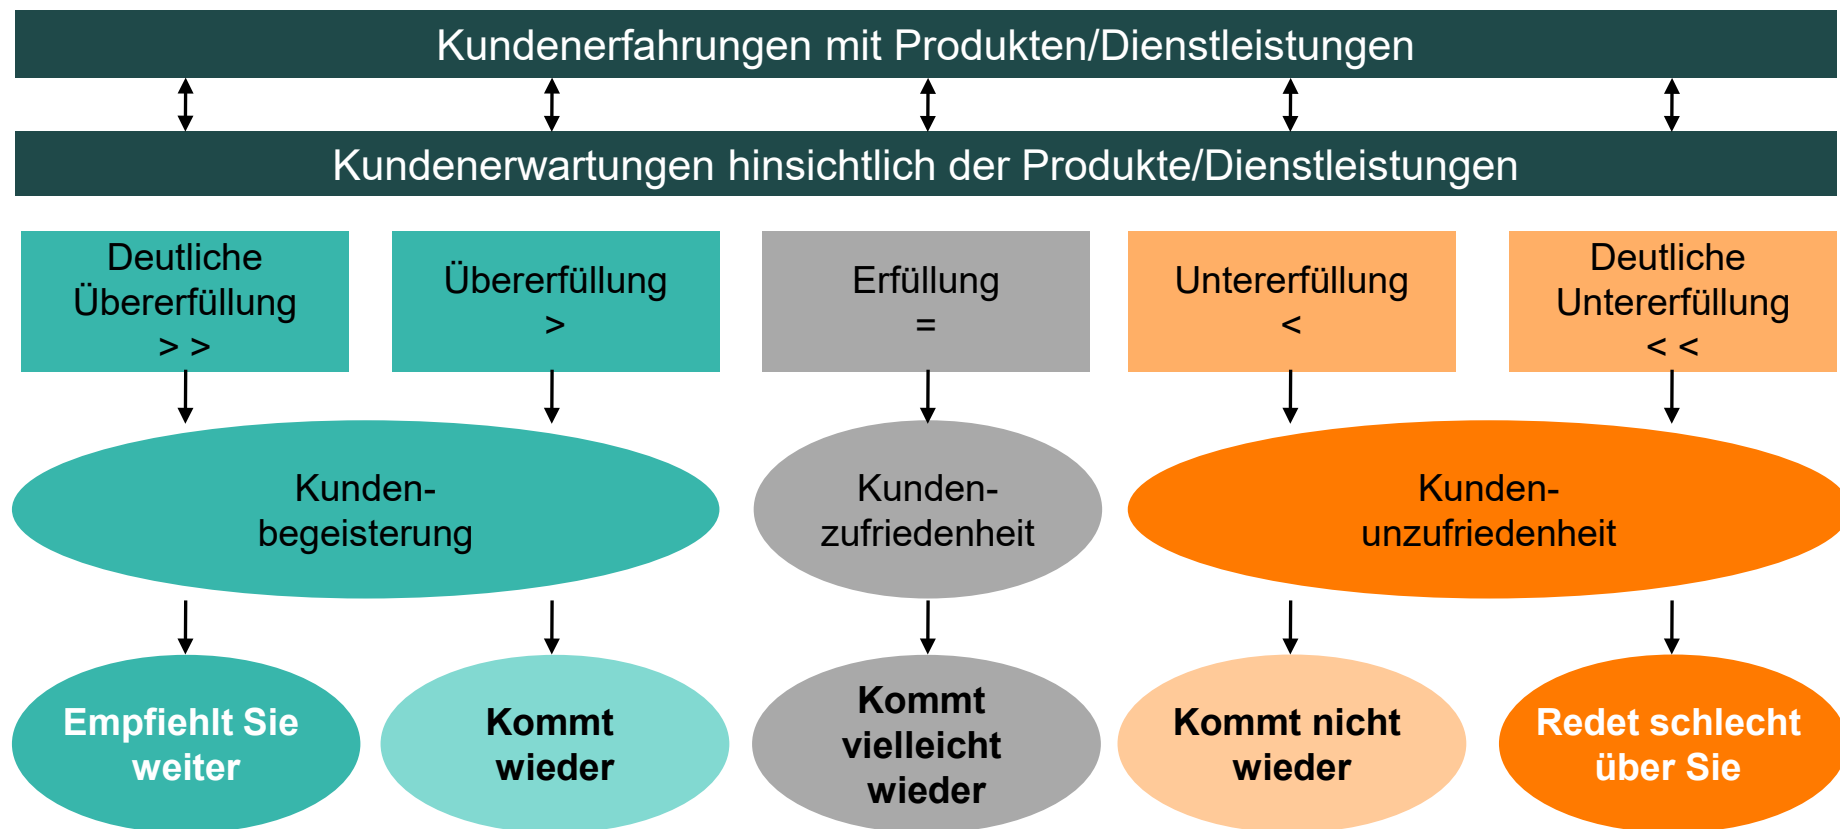 Kundenerfahrungen mit Produkten/Dienstleistungen
Kundenerwartungen hinsichtlich der Produkte/Dienstleistungen
Deutliche
Übererfüllung
> >
Übererfüllung
>
Erfüllung
=
Untererfüllung
<
Deutliche
Untererfüllung
< <
Kunden-
begeisterung
Kunden-
zufriedenheit
Kunden-
unzufriedenheit
Empfiehlt Sie
weiter
Kommt
wieder
Kommt
vielleicht
wieder
Kommt nicht
wieder
Redet schlecht
über Sie